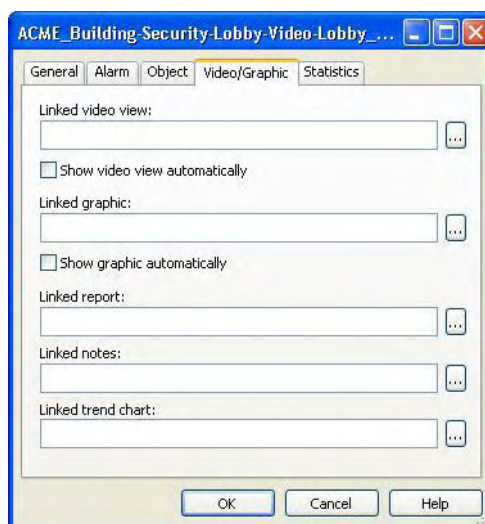 ACME_Building-Security-Lobby-Video-Lobby_...
General Alarm Object Video/Graphic Statistics
Linked video view:
...
Show video view automatically
Linked graphic:
...
Show graphic automatically
Linked report:
...
Linked notes:
...
Linked trend chart:
...
OK Cancel Help